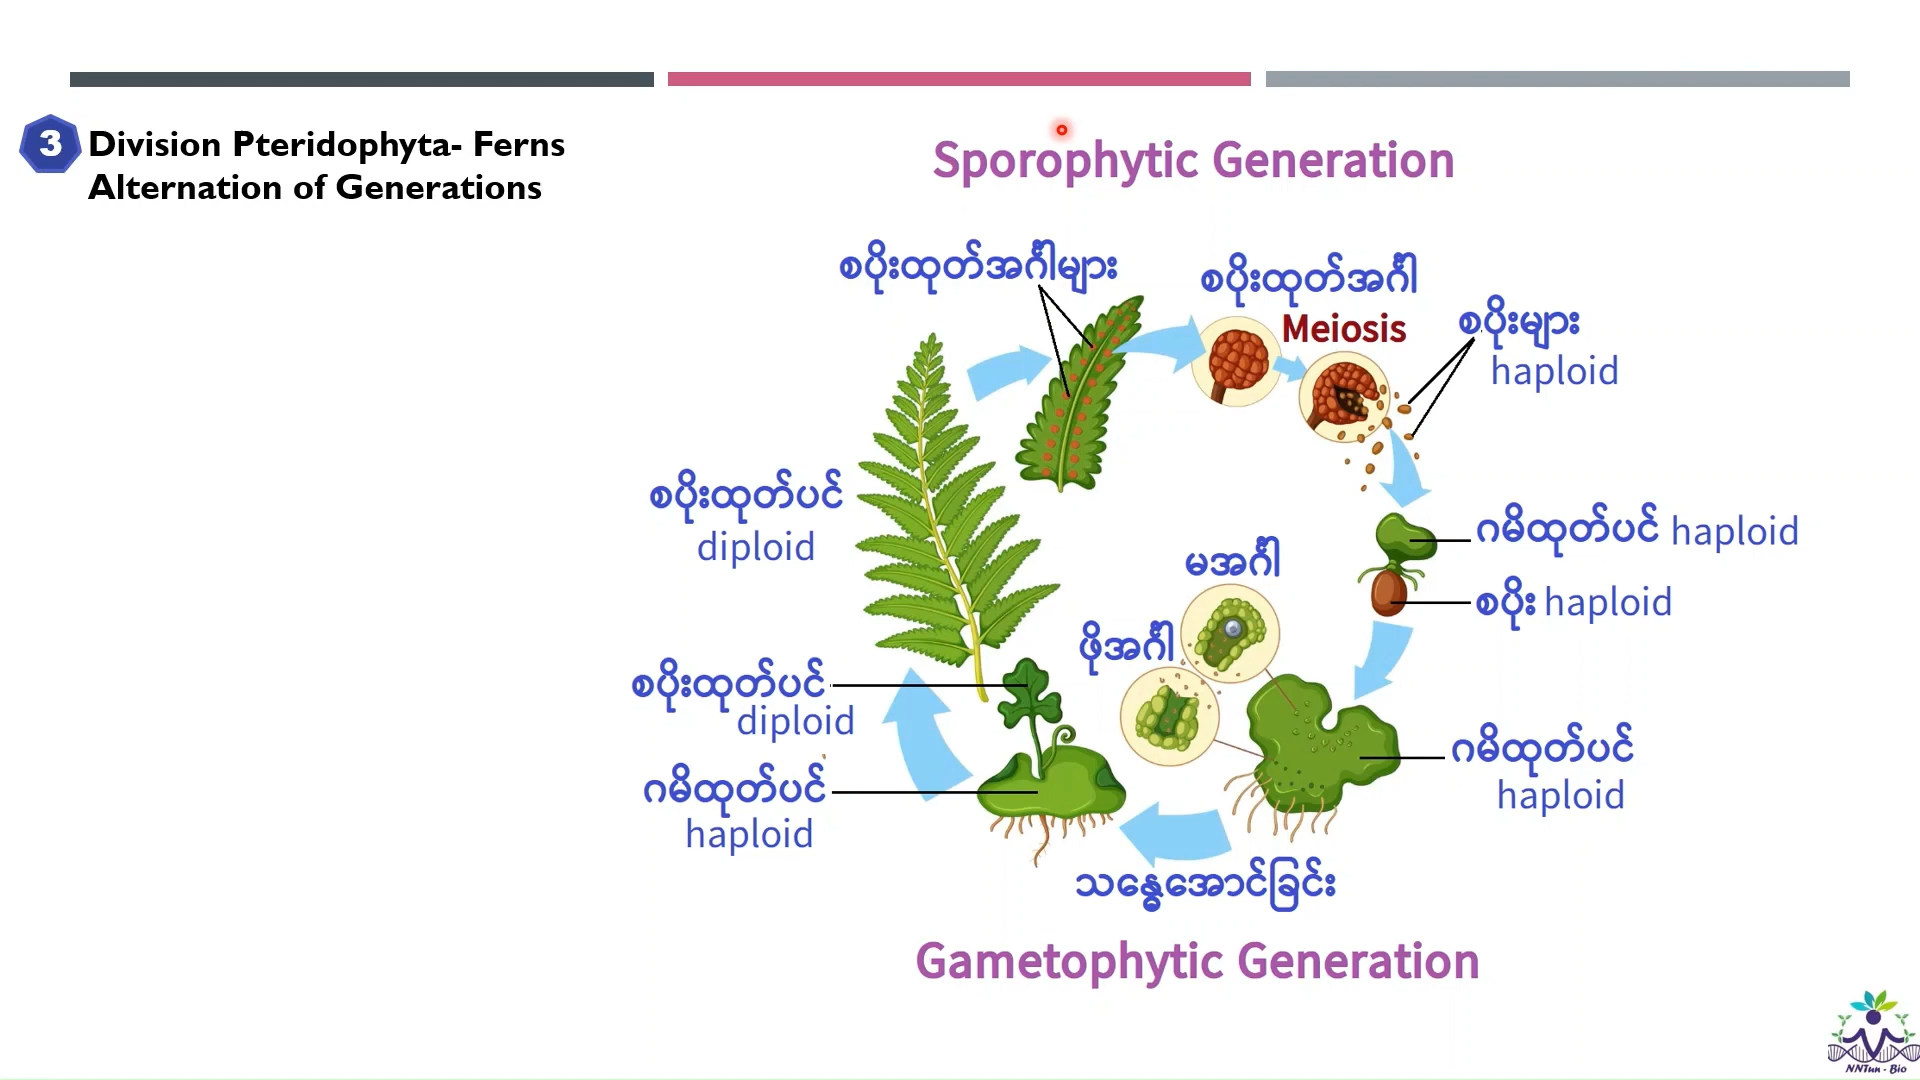 3
Division Pteridophyta- Ferns
Alternation of Generations
Sporophytic Generation
စပိုးထုတ်အင်္ဂါများ
စပိုးထုတ်အင်္ဂါ
Meiosis
စပိုးများ
haploid
စပိုးထုတ်ပင်
diploid
ဂမိထုတ်ပင် haploid
မအင်္ဂါ
စပိုး haploid
ဖိုအင်္ဂါ
စပိုးထုတ်ပင်
diploid
ဂမိထုတ်ပင်
haploid
ဂမိထုတ်ပင်
haploid
သန္ဓေအောင်ခြင်း
Gametophytic Generation
NNTun - Bio